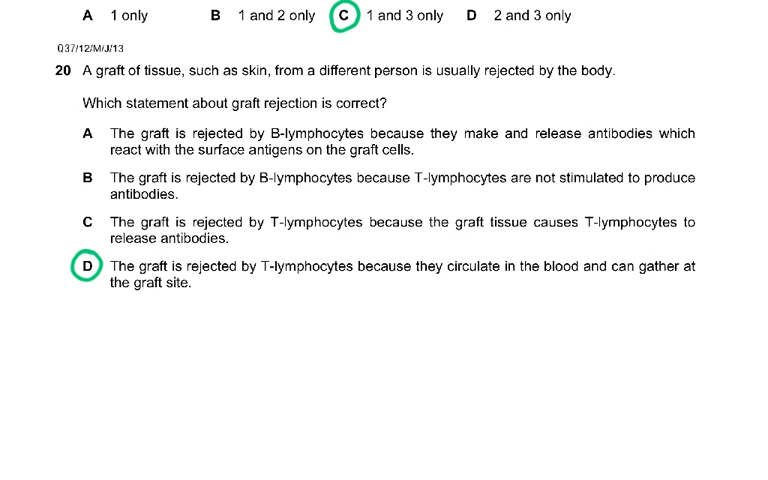 A 1 only B 1 and 2 only C 1 and 3 only D 2 and 3 only
Q37/12/M/J/13
20 A graft of tissue, such as skin, from a different person is usually rejected by the body.
Which statement about graft rejection is correct?
A The graft is rejected by B-lymphocytes because they make and release antibodies which
react with the surface antigens on the graft cells.
B The graft is rejected by B-lymphocytes because T-lymphocytes are not stimulated to produce
antibodies.
C The graft is rejected by T-lymphocytes because the graft tissue causes T-lymphocytes to
release antibodies.
D The graft is rejected by T-lymphocytes because they circulate in the blood and can gather at
the graft site.